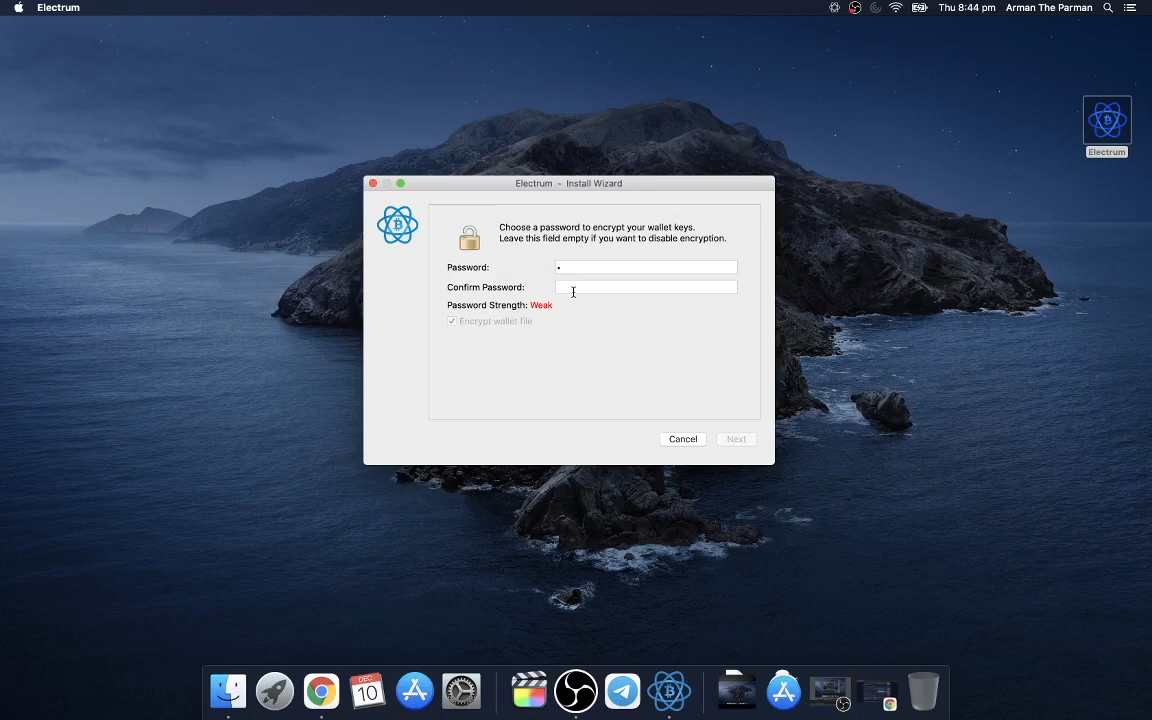 Electrum
Thu 8:44 pm
Arman The Parman
Electrum
Electrum - Install Wizard
Choose a password to encrypt your wallet keys.
Leave this field empty if you want to disable encryption.
Password: •
Confirm Password:
Password Strength: Weak
Encrypt wallet file
Cancel
Next
DEC
10